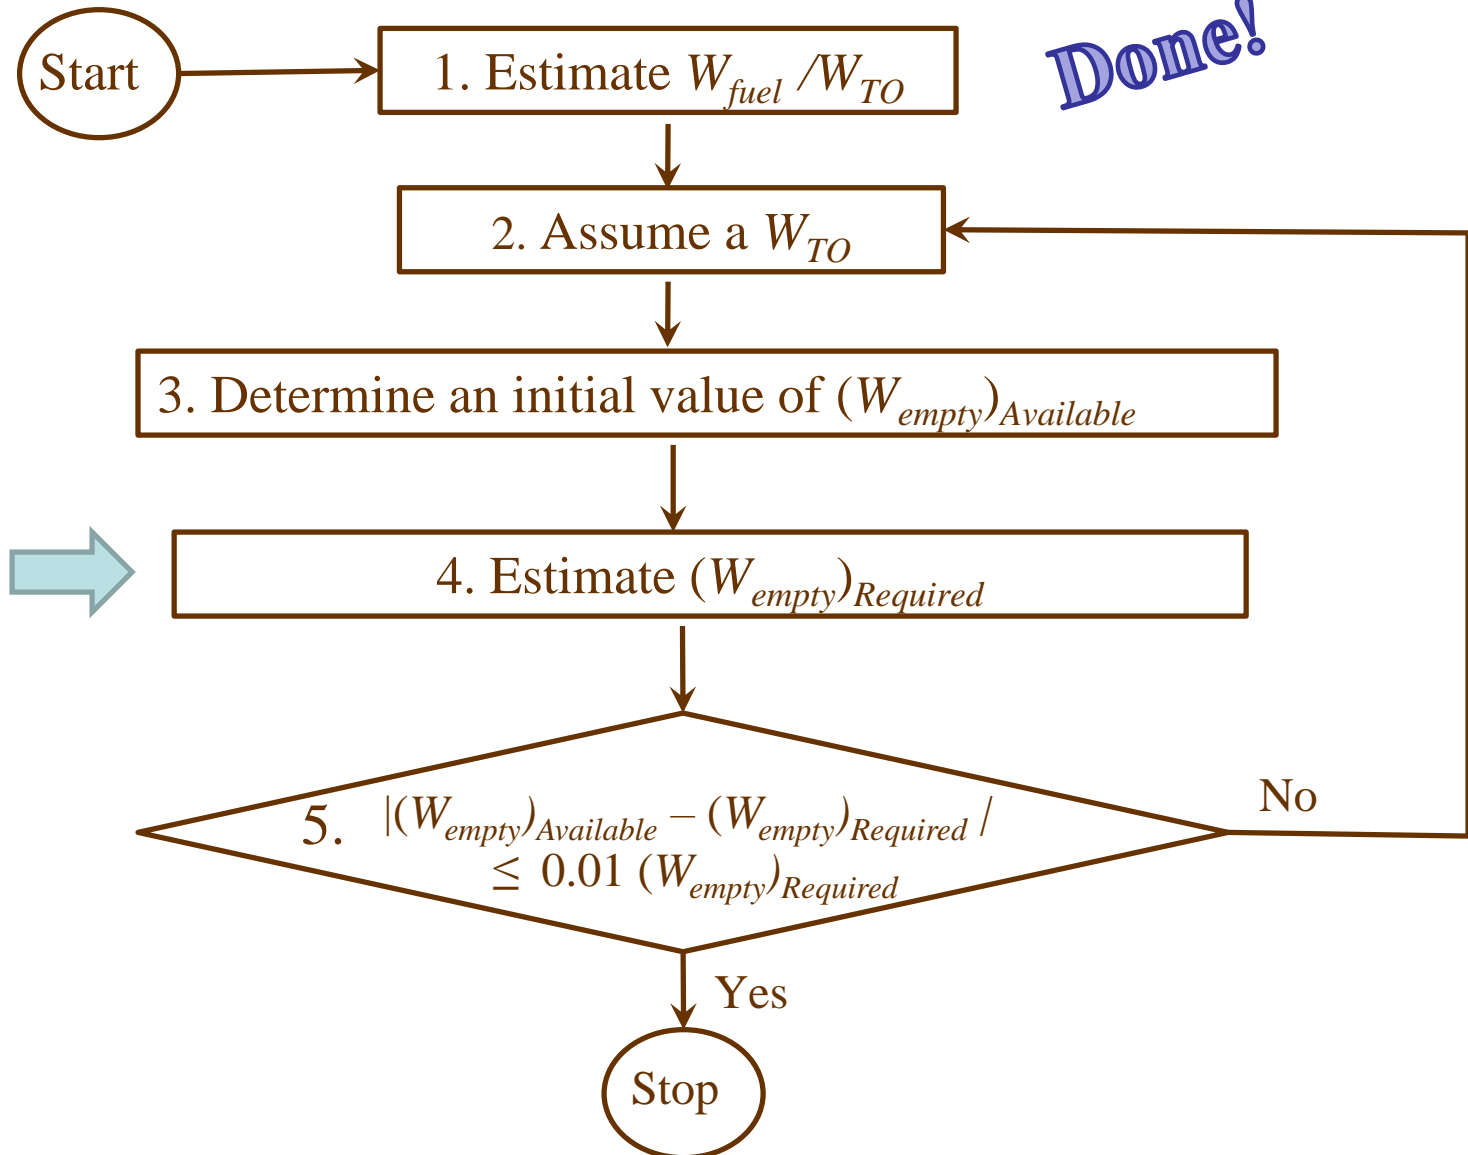 Start
1. Estimate W_fuel /W_TO
Done!
2. Assume a W_TO
3. Determine an initial value of (W_empty)_Available
4. Estimate (W_empty)_Required
5. |(W_empty)_Available – (W_empty)_Required /
≤ 0.01 (W_empty)_Required
No
Yes
Stop